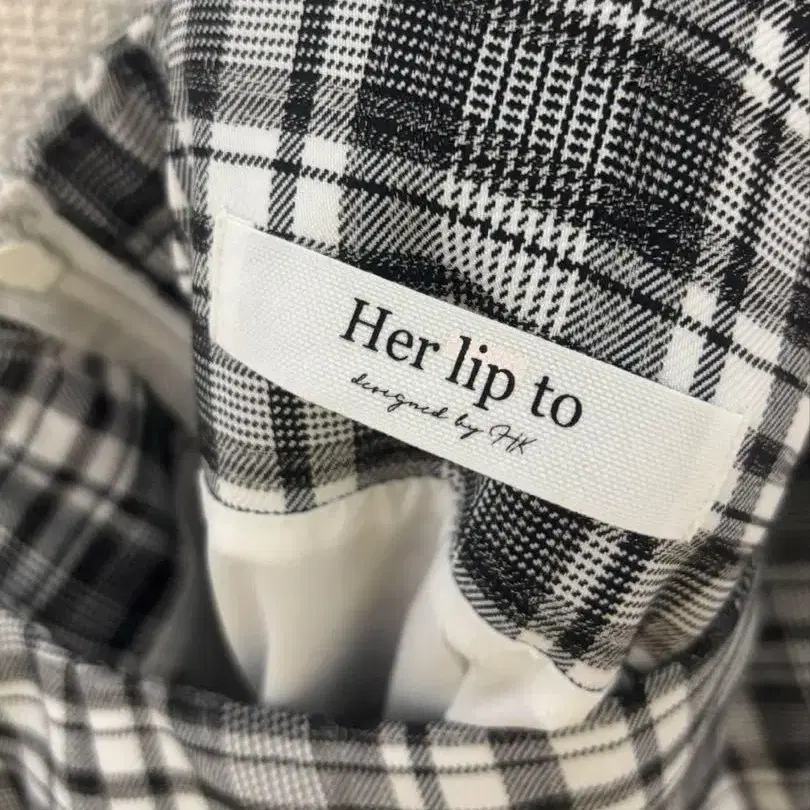 Her lip to
designed by HK